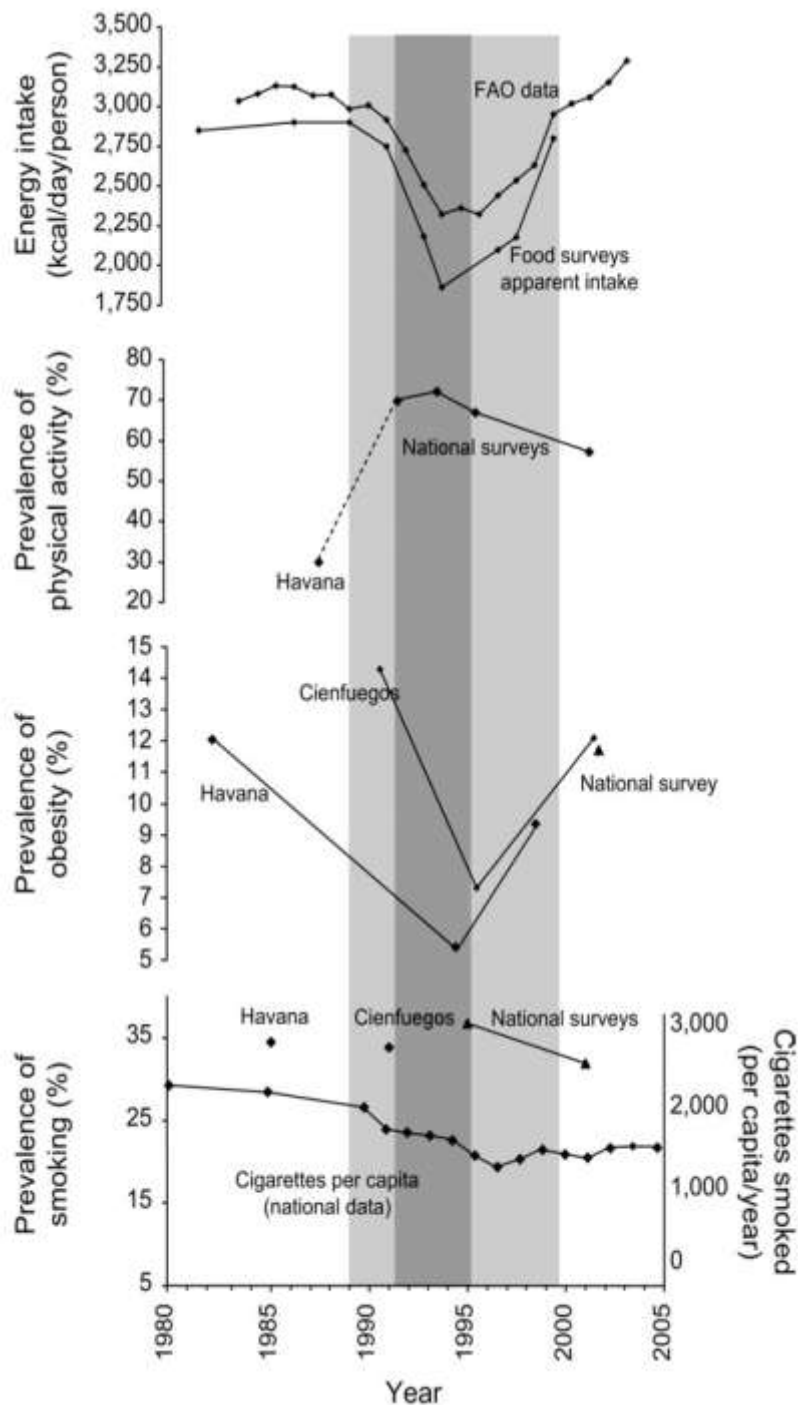 Energy intake
(kcal/day/person)
3,500
3,250
3,000
2,750
2,500
2,250
2,000
1,750
FAO data
Food surveys
apparent intake
Prevalence of
physical activity (%)
80
70
60
50
40
30
20
National surveys
Havana
Prevalence of
obesity (%)
15
14
13
12
11
10
9
8
7
6
5
Cienfuegos
Havana
National survey
Prevalence of
smoking (%)
35
25
15
5
Havana
Cienfuegos
National surveys
Cigarettes per capita
(national data)
3,000
2,000
1,000
0
Cigarettes smoked
(per capita/year)
1980
1985
1990
1995
2000
2005
Year